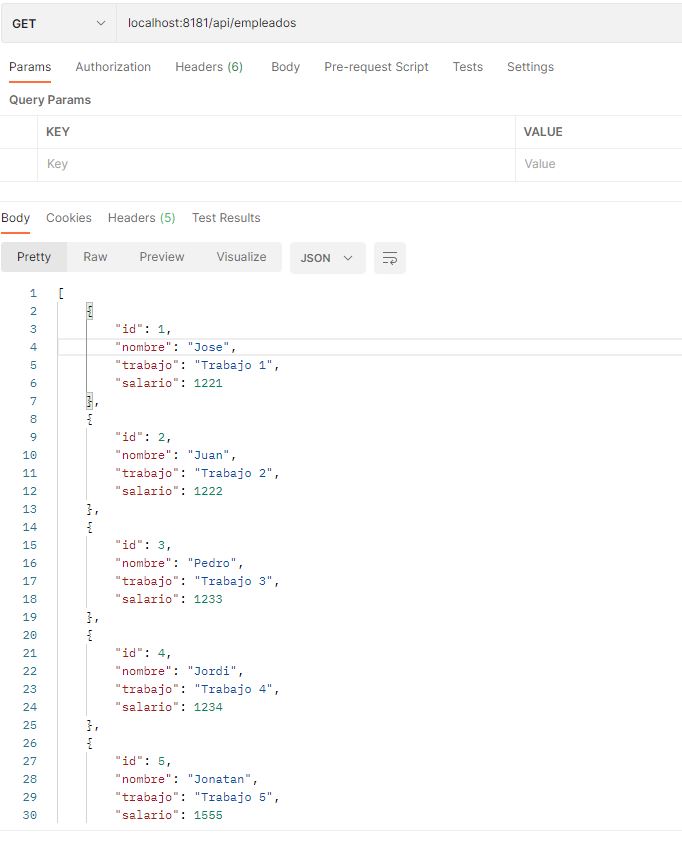 GET localhost:8181/api/empleados
Params Authorization Headers (6) Body Pre-request Script Tests Settings
Query Params
KEY VALUE
Key Value
Body Cookies Headers (5) Test Results
Pretty Raw Preview Visualize JSON
1 [
2 {
3 "id": 1,
4 "nombre": "Jose",
5 "trabajo": "Trabajo 1",
6 "salario": 1221
7 },
8 {
9 "id": 2,
10 "nombre": "Juan",
11 "trabajo": "Trabajo 2",
12 "salario": 1222
13 },
14 {
15 "id": 3,
16 "nombre": "Pedro",
17 "trabajo": "Trabajo 3",
18 "salario": 1233
19 },
20 {
21 "id": 4,
22 "nombre": "Jordi",
23 "trabajo": "Trabajo 4",
24 "salario": 1234
25 },
26 {
27 "id": 5,
28 "nombre": "Jonatan",
29 "trabajo": "Trabajo 5",
30 "salario": 1555